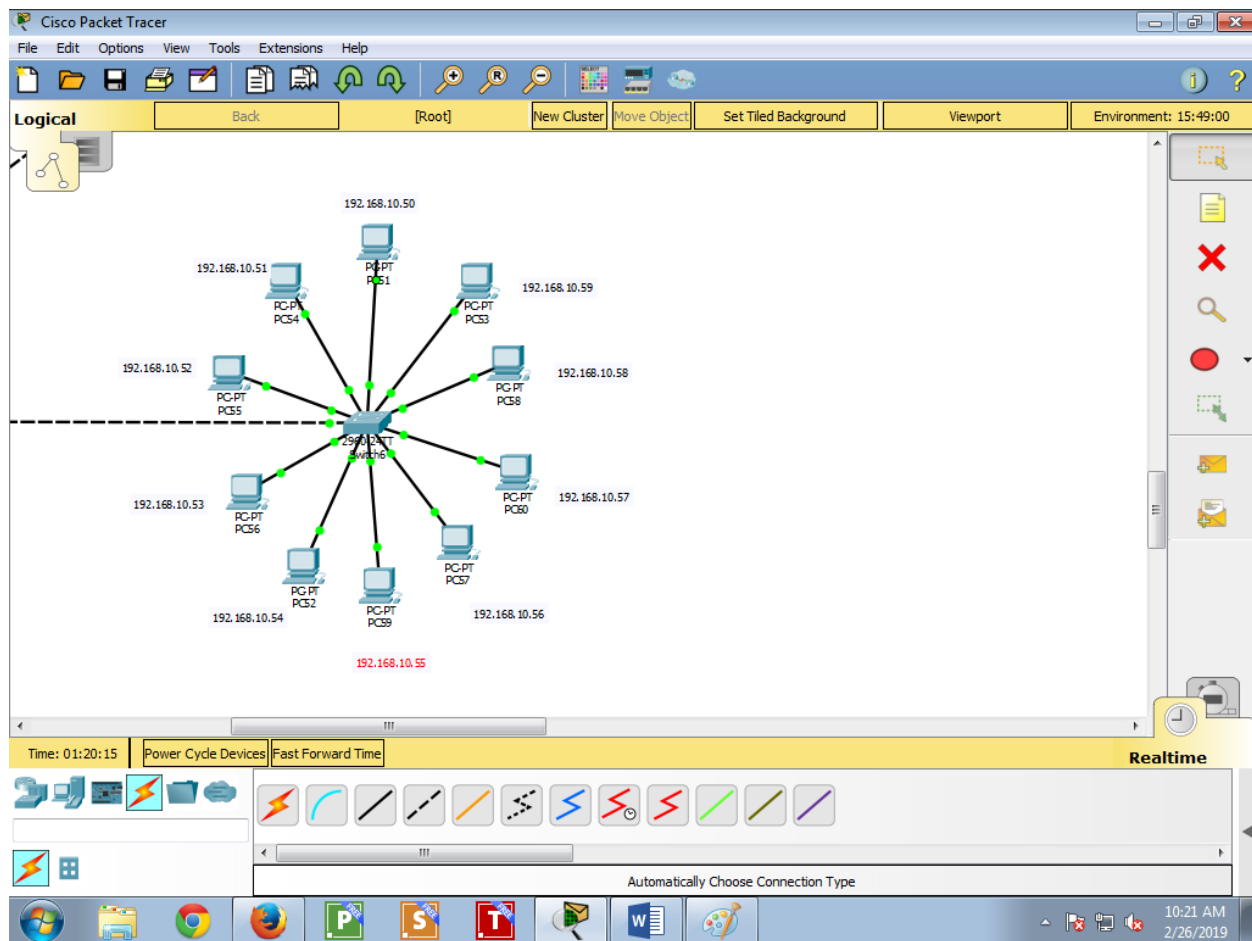 Cisco Packet Tracer
File Edit Options View Tools Extensions Help
Logical Back [Root] New Cluster Move Object Set Tiled Background Viewport Environment: 15:49:00
192.168.10.50
192.168.10.51
PC-PT
PC51
192.168.10.59
PC-PT
PC54
PC-PT
PC53
192.168.10.52
192.168.10.58
PC-PT
PC55
PC-PT
PC58
2960-24TT
Switch6
192.168.10.53
PC-PT
PC60
192.168.10.57
PC-PT
PC56
PC-PT
PC57
PC-PT
PC52
192.168.10.54
PC-PT
PC59
192.168.10.56
192.168.10.55
Time: 01:20:15 Power Cycle Devices Fast Forward Time
Realtime
Automatically Choose Connection Type
10:21 AM
2/26/2019